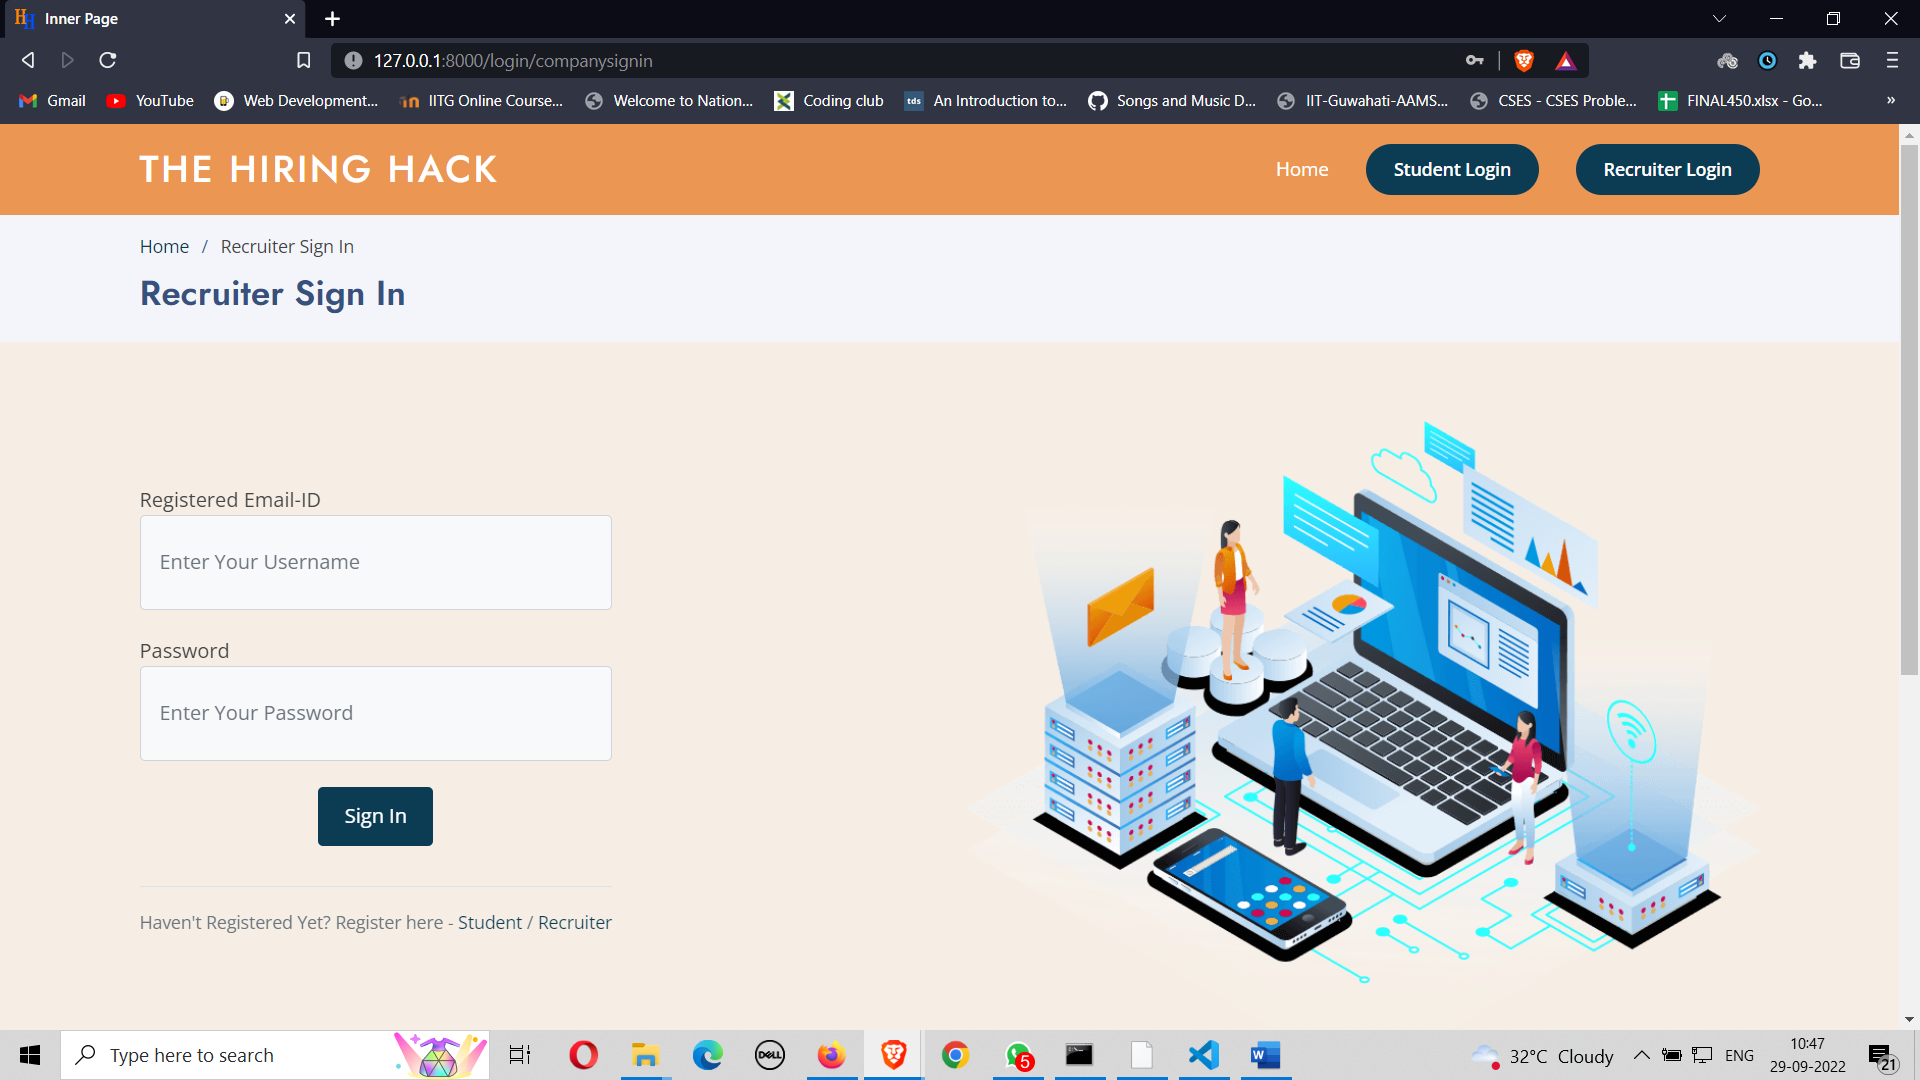 Inner Page
127.0.0.1:8000/login/companysignin
Gmail YouTube Web Development... IITG Online Course... Welcome to Nation... Coding club tds An Introduction to... Songs and Music D... IIT-Guwahati-AAMS... CSES - CSES Proble... FINAL450.xlsx - Go... »
THE HIRING HACK Home Student Login Recruiter Login
Home / Recruiter Sign In
Recruiter Sign In
Registered Email-ID
Enter Your Username
Password
Enter Your Password
Sign In
Haven't Registered Yet? Register here - Student / Recruiter
Type here to search DELL 5 32°C Cloudy ENG 10:47
29-09-2022 21